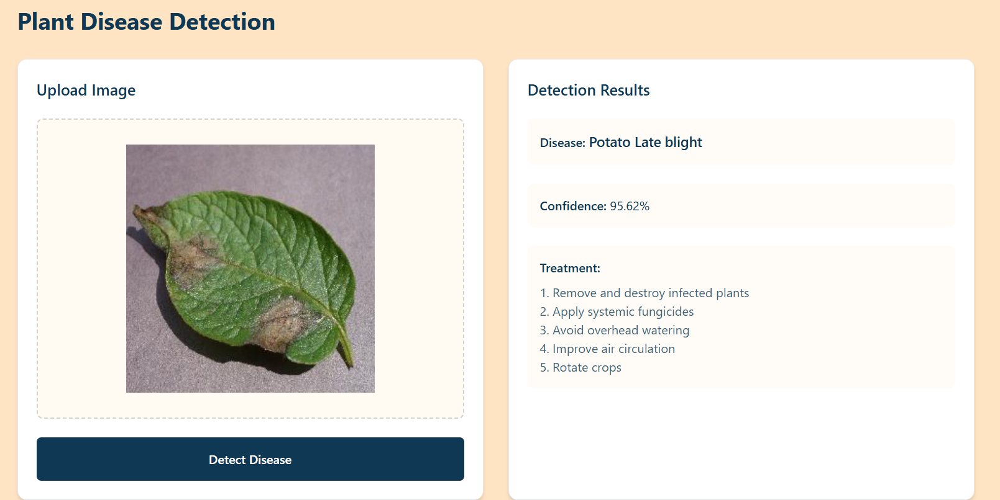 Plant Disease Detection
Upload Image
Detect Disease
Detection Results
Disease: Potato Late blight
Confidence: 95.62%
Treatment:
1. Remove and destroy infected plants
2. Apply systemic fungicides
3. Avoid overhead watering
4. Improve air circulation
5. Rotate crops